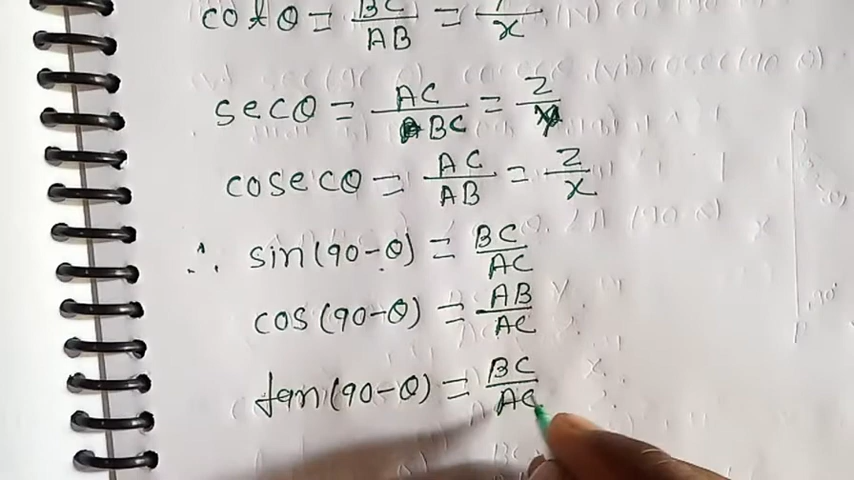 cotθ = BC/AB = y/x
secθ = AC/BC = z/y
cosecθ = AC/AB = z/x
∴ sin(90-θ) = BC/AC
cos(90-θ) = AB/AC
tan(90-θ) = BC/AC